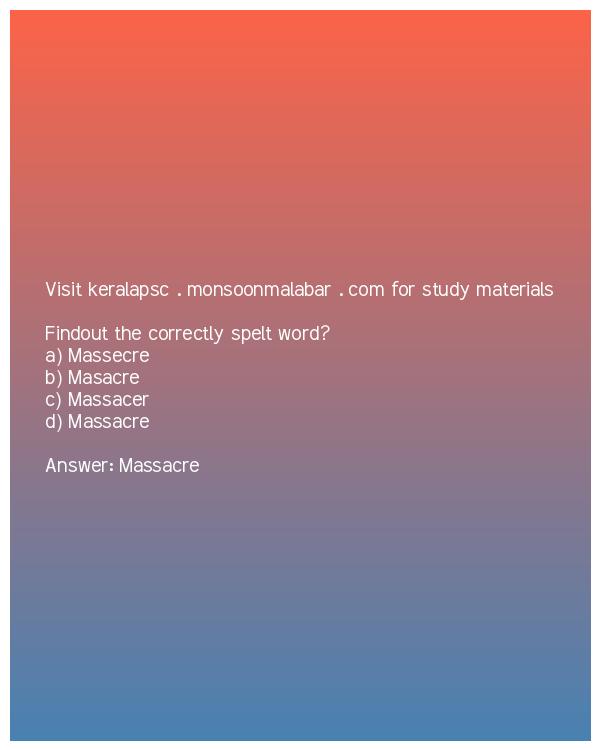 Visit keralapsc . monsoonmalabar . com for study materials
Findout the correctly spelt word?
a) Massecre
b) Masacre
c) Massacer
d) Massacre
Answer: Massacre